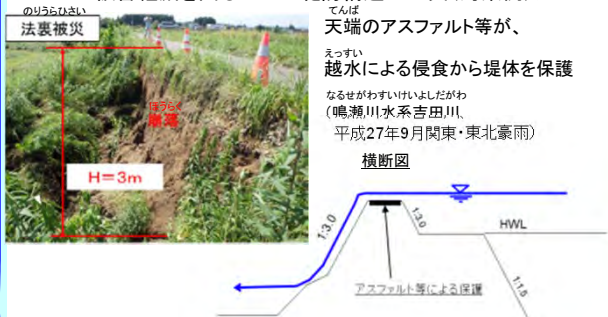 のりうらひさい
法裏被災
ほうらく
崩落
H=3m
てんば
天端のアスファルト等が、
えっすい
越水による侵食から堤体を保護
なるせがわすいけいよしだがわ
(鳴瀬川水系吉田川、
平成27年9月関東・東北豪雨)
横断図
1:3.0
1:3.0
HWL
1:1.5
アスファルト等による保護